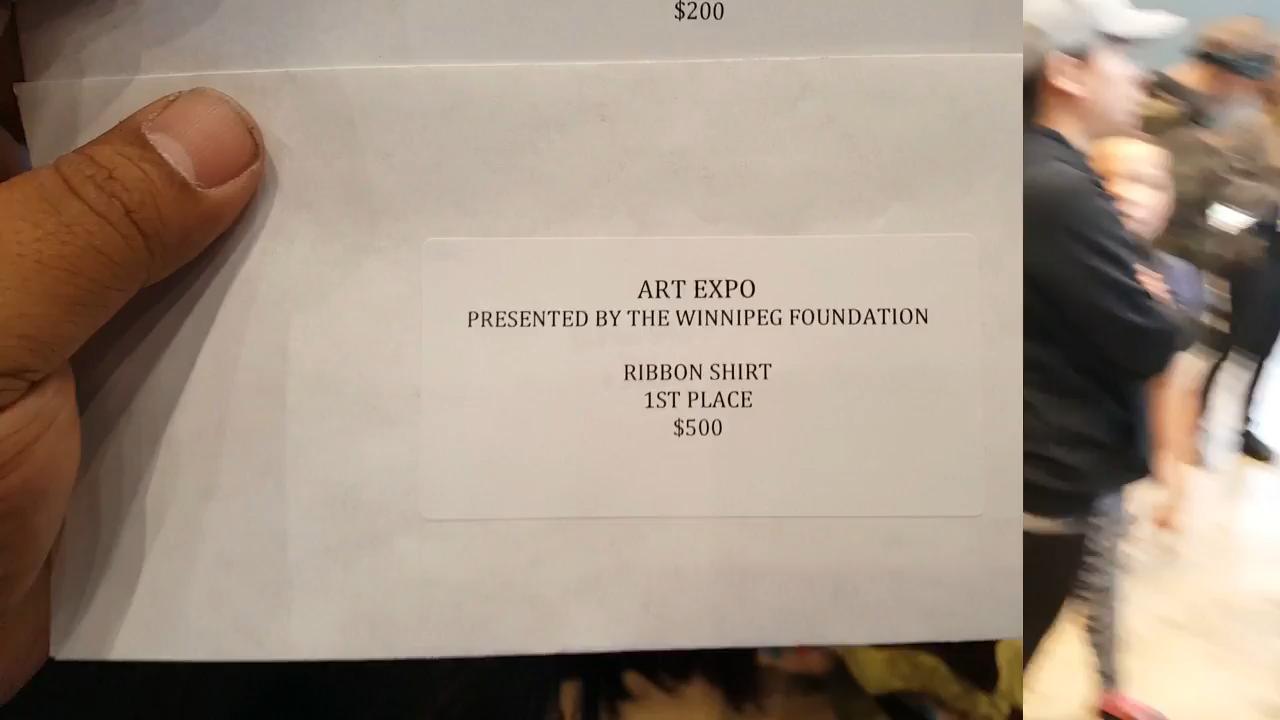 $200
ART EXPO
PRESENTED BY THE WINNIPEG FOUNDATION
RIBBON SHIRT
1ST PLACE
$500